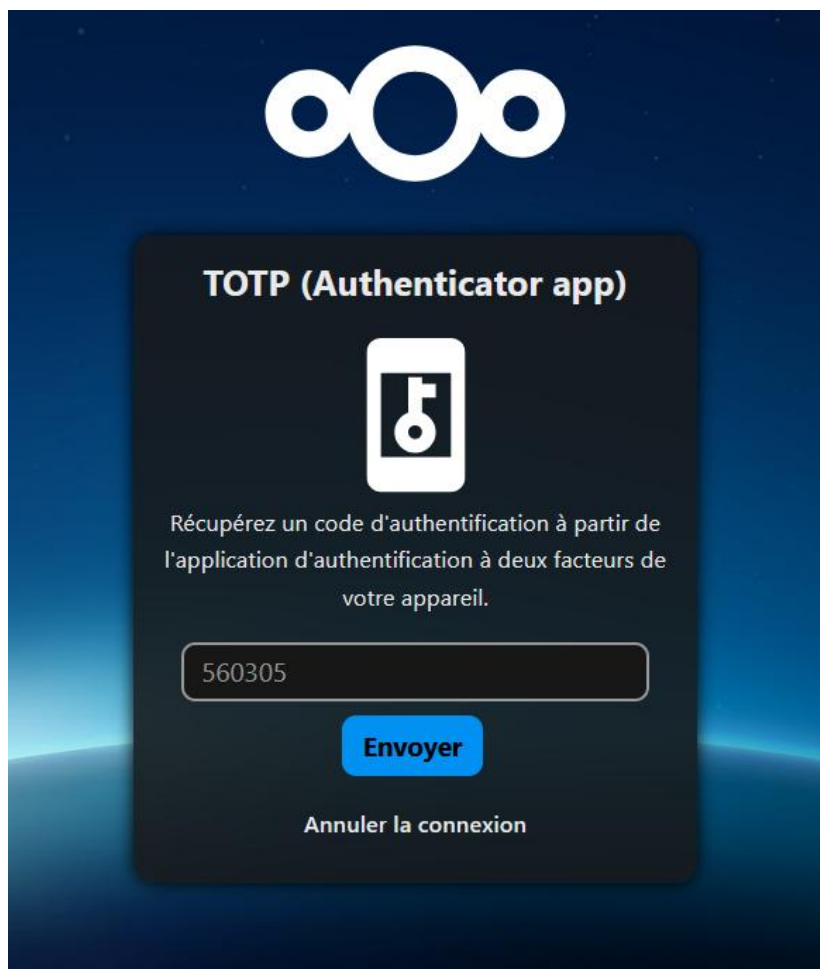 TOTP (Authenticator app)
Récupérez un code d'authentification à partir de
l'application d'authentification à deux facteurs de
votre appareil.
560305
Envoyer
Annuler la connexion